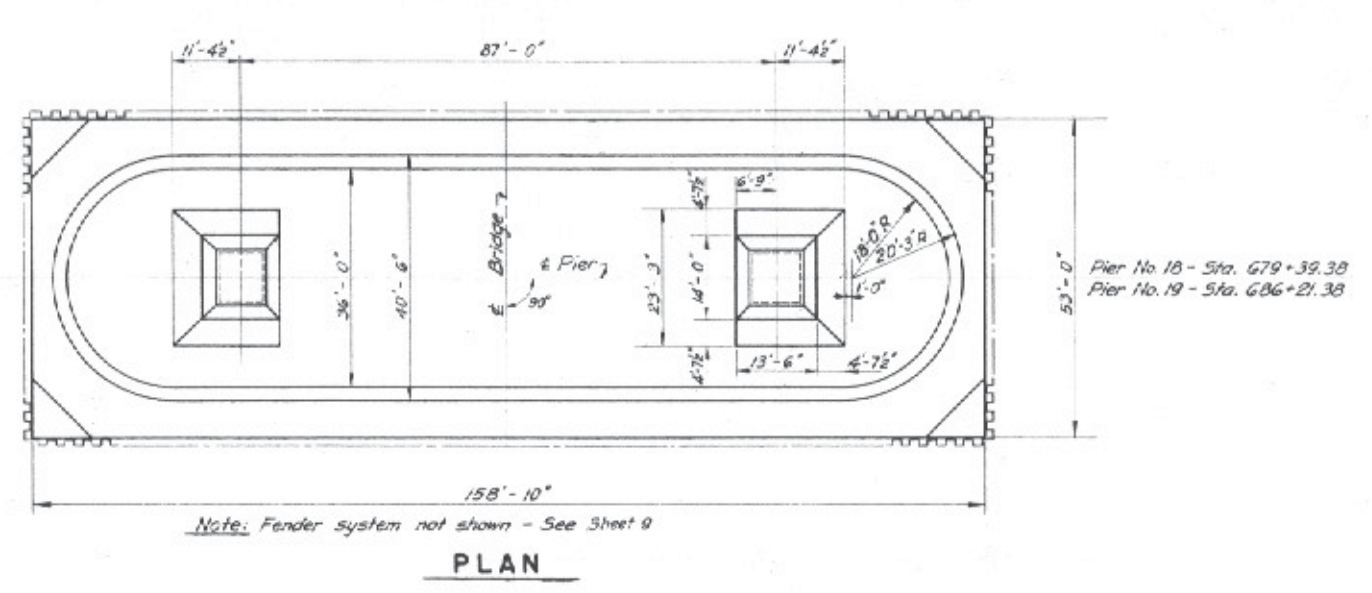 11'-4½"
87'-0"
11'-4½"
4'-7½"
6'-9"
℄ Bridge
℄ Pier
90°
36'-0"
40'-6"
23'-3"
14'-0"
18'-0" R
20'-3" R
1'-0"
53'-0"
Pier No. 18 - Sta. 679+39.38
Pier No. 19 - Sta. 686+21.38
4'-7½"
13'-6"
4'-7½"
158'-10"
Note: Fender system not shown - See Sheet 9
PLAN